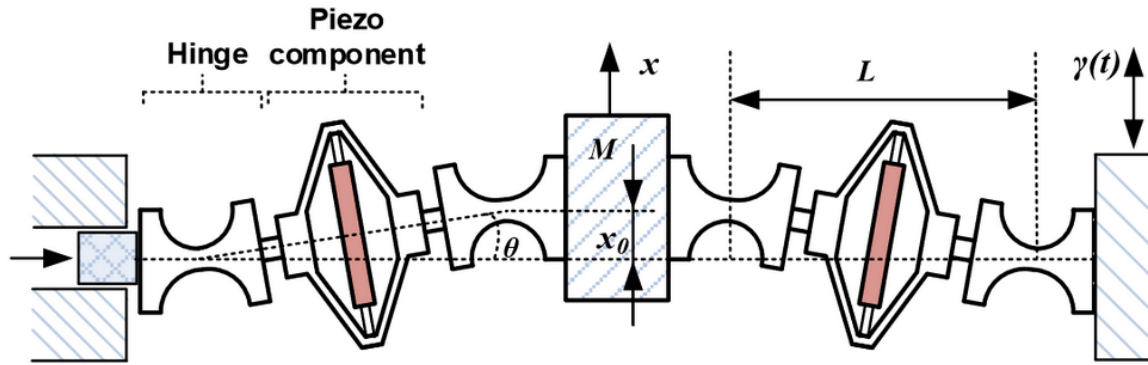 Piezo
Hinge component
x
L
γ(t)
M
x₀
θ